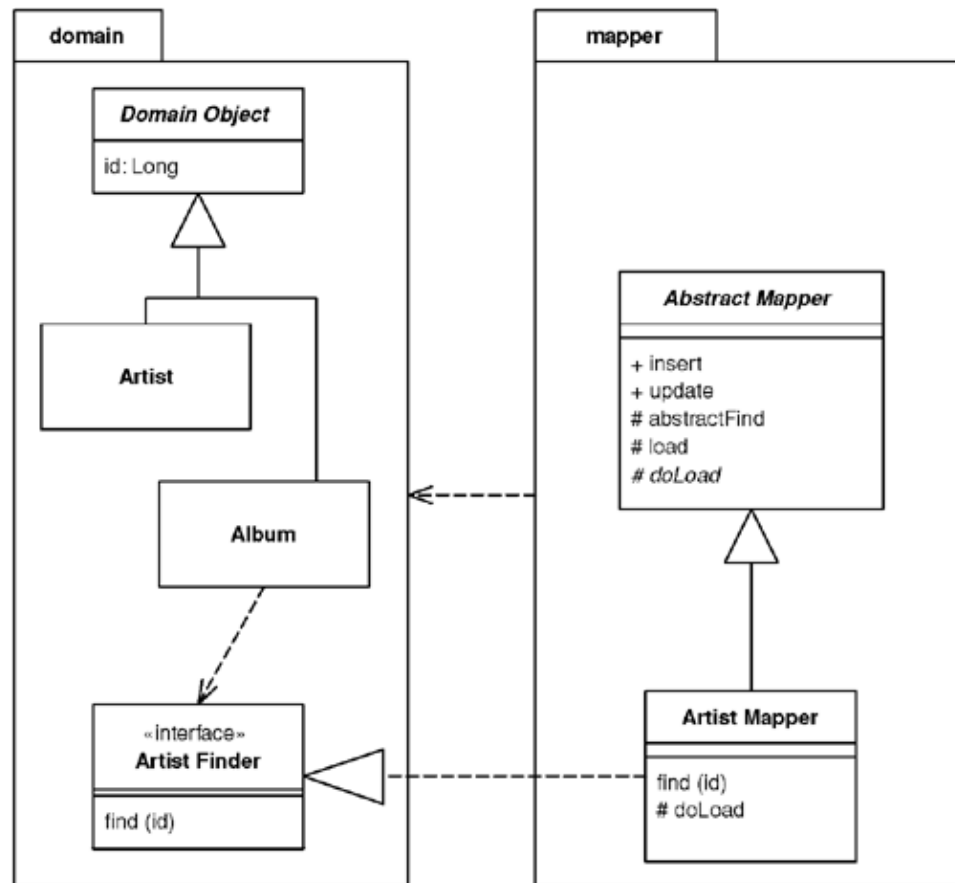 domain
Domain Object
id: Long
Artist
Album
«interface»
Artist Finder
find (id)
mapper
Abstract Mapper
+ insert
+ update
# abstractFind
# load
# doLoad
Artist Mapper
find (id)
# doLoad